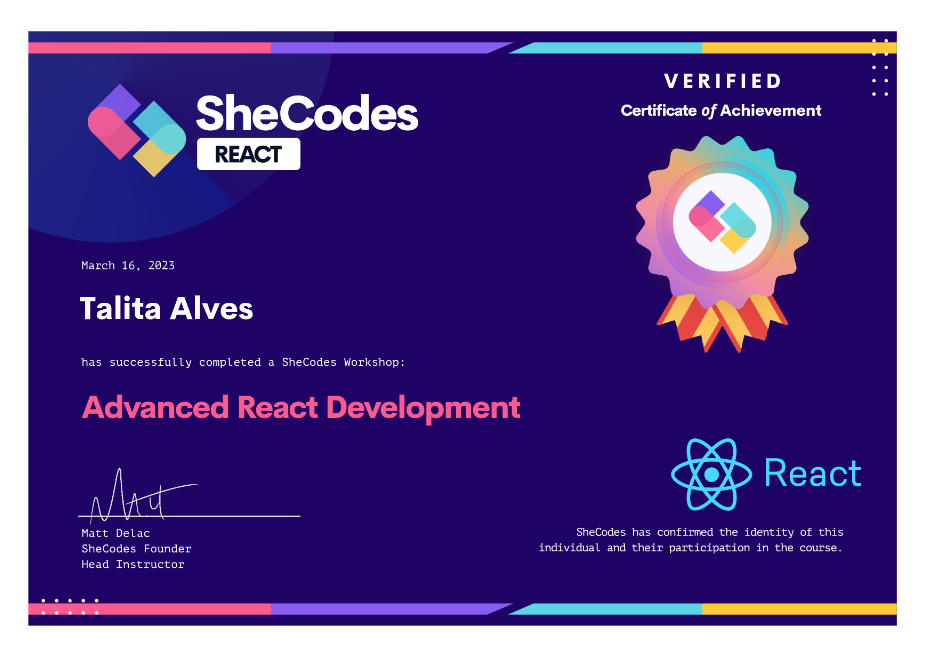 SheCodes
REACT
VERIFIED
Certificate of Achievement
March 16, 2023
Talita Alves
has successfully completed a SheCodes Workshop:
Advanced React Development
React
Matt Delac
SheCodes Founder
Head Instructor
SheCodes has confirmed the identity of this
individual and their participation in the course.